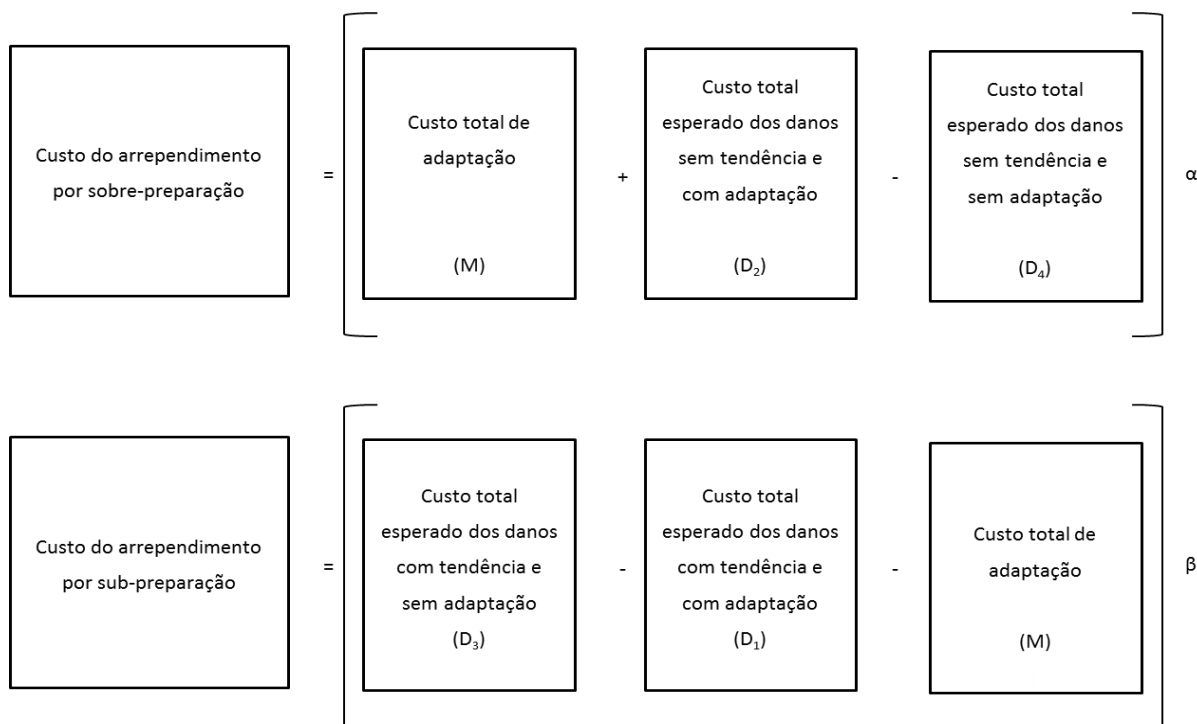 Custo do arrependimento
por sobre-preparação
=
Custo total de
adaptação
(M)
+
Custo total
esperado dos danos
sem tendência e
com adaptação
(D₂)
-
Custo total
esperado dos danos
sem tendência e
sem adaptação
(D₄)
α
Custo do arrependimento
por sub-preparação
=
Custo total
esperado dos danos
com tendência e
sem adaptação
(D₃)
-
Custo total
esperado dos danos
com tendência e
com adaptação
(D₁)
-
Custo total de
adaptação
(M)
β